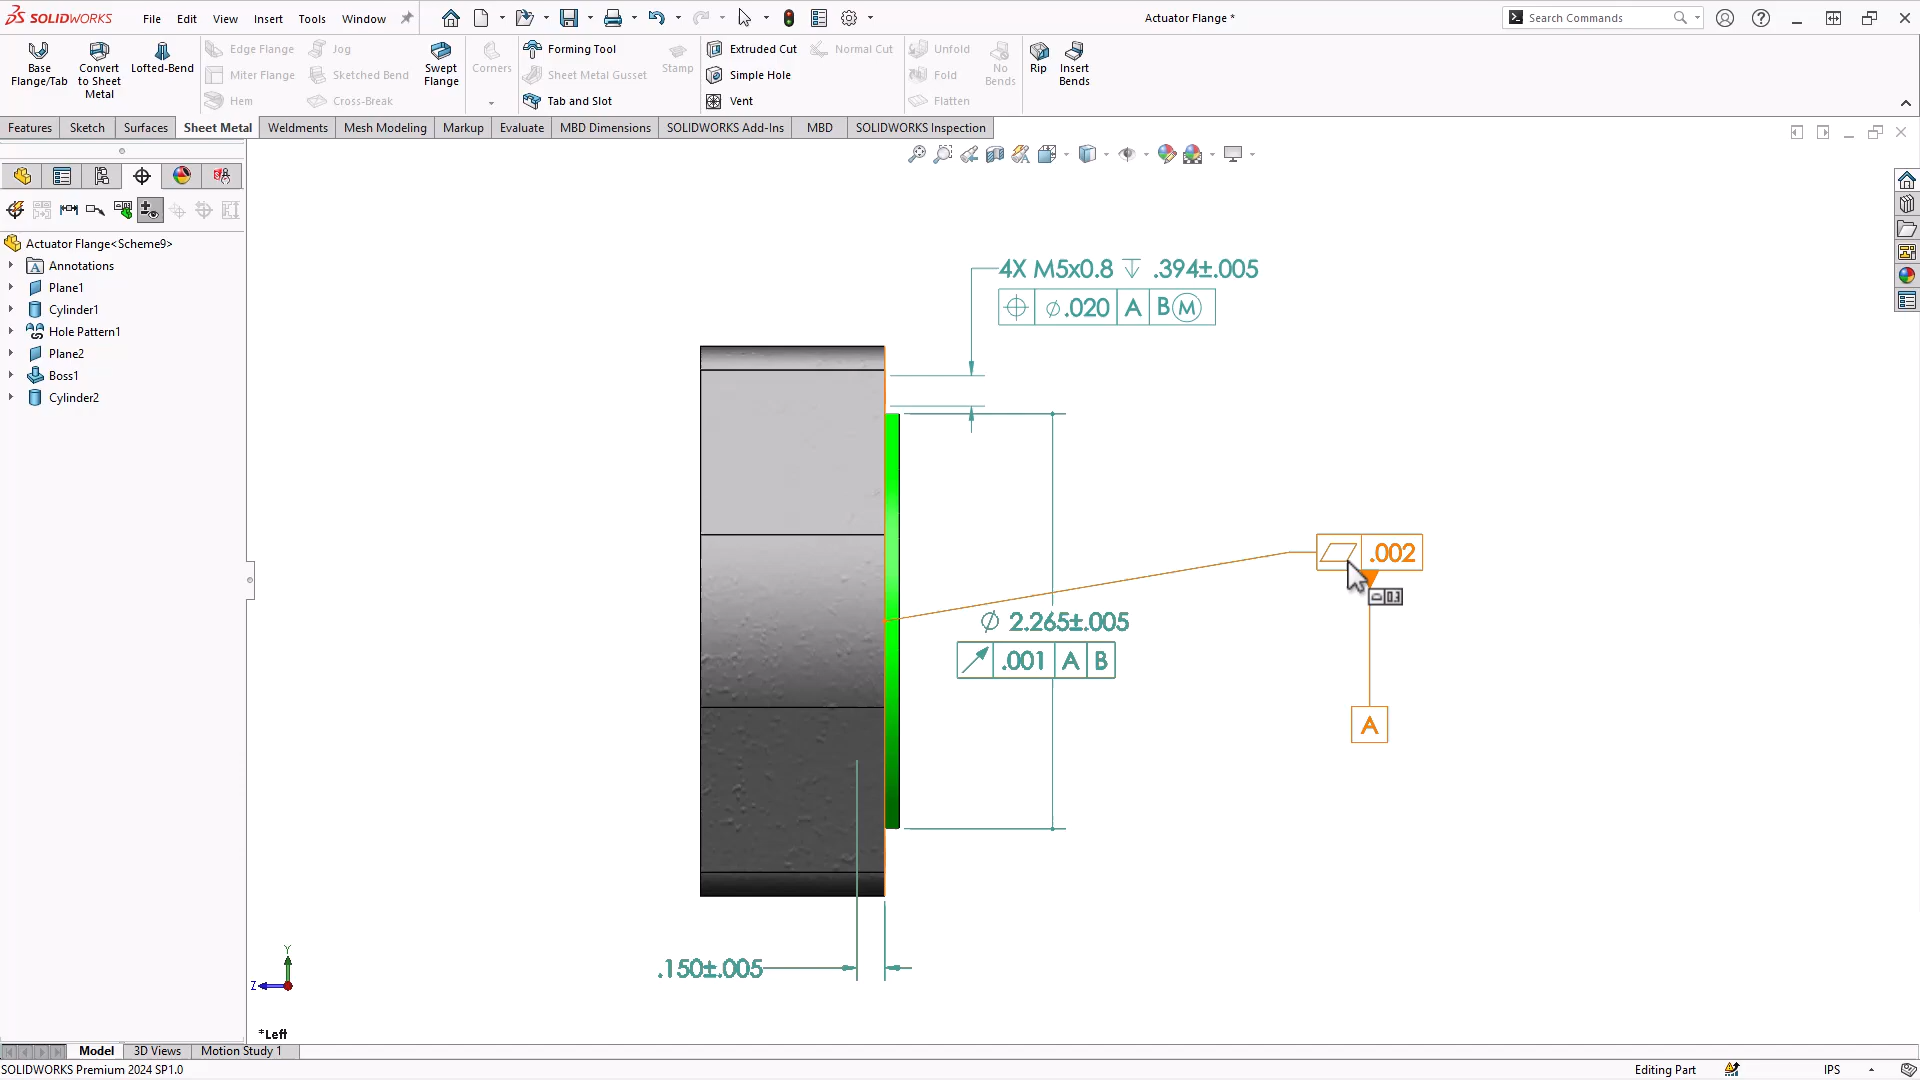 SOLIDWORKS File Edit View Insert Tools Window Actuator Flange * Search Commands
Base Flange/Tab
Convert to Sheet Metal
Lofted-Bend
Edge Flange
Miter Flange
Hem
Jog
Sketched Bend
Cross-Break
Swept Flange
Corners
Forming Tool
Sheet Metal Gusset
Tab and Slot
Stamp
Extruded Cut
Simple Hole
Vent
Normal Cut
Unfold
Fold
Flatten
No Bends
Rip
Insert Bends
Features Sketch Surfaces Sheet Metal Weldments Mesh Modeling Markup Evaluate MBD Dimensions SOLIDWORKS Add-Ins MBD SOLIDWORKS Inspection
Actuator Flange<Scheme9>
Annotations
Plane1
Cylinder1
Hole Pattern1
Plane2
Boss1
Cylinder2
4X M5x0.8 ↧ .394±.005
⌖ ⌀.020 A BⓂ
⏥ .002
⌀ 2.265±.005
↗ .001 A B
A
.150±.005
Y
Z
*Left
Model 3D Views Motion Study 1
SOLIDWORKS Premium 2024 SP1.0 Editing Part IPS